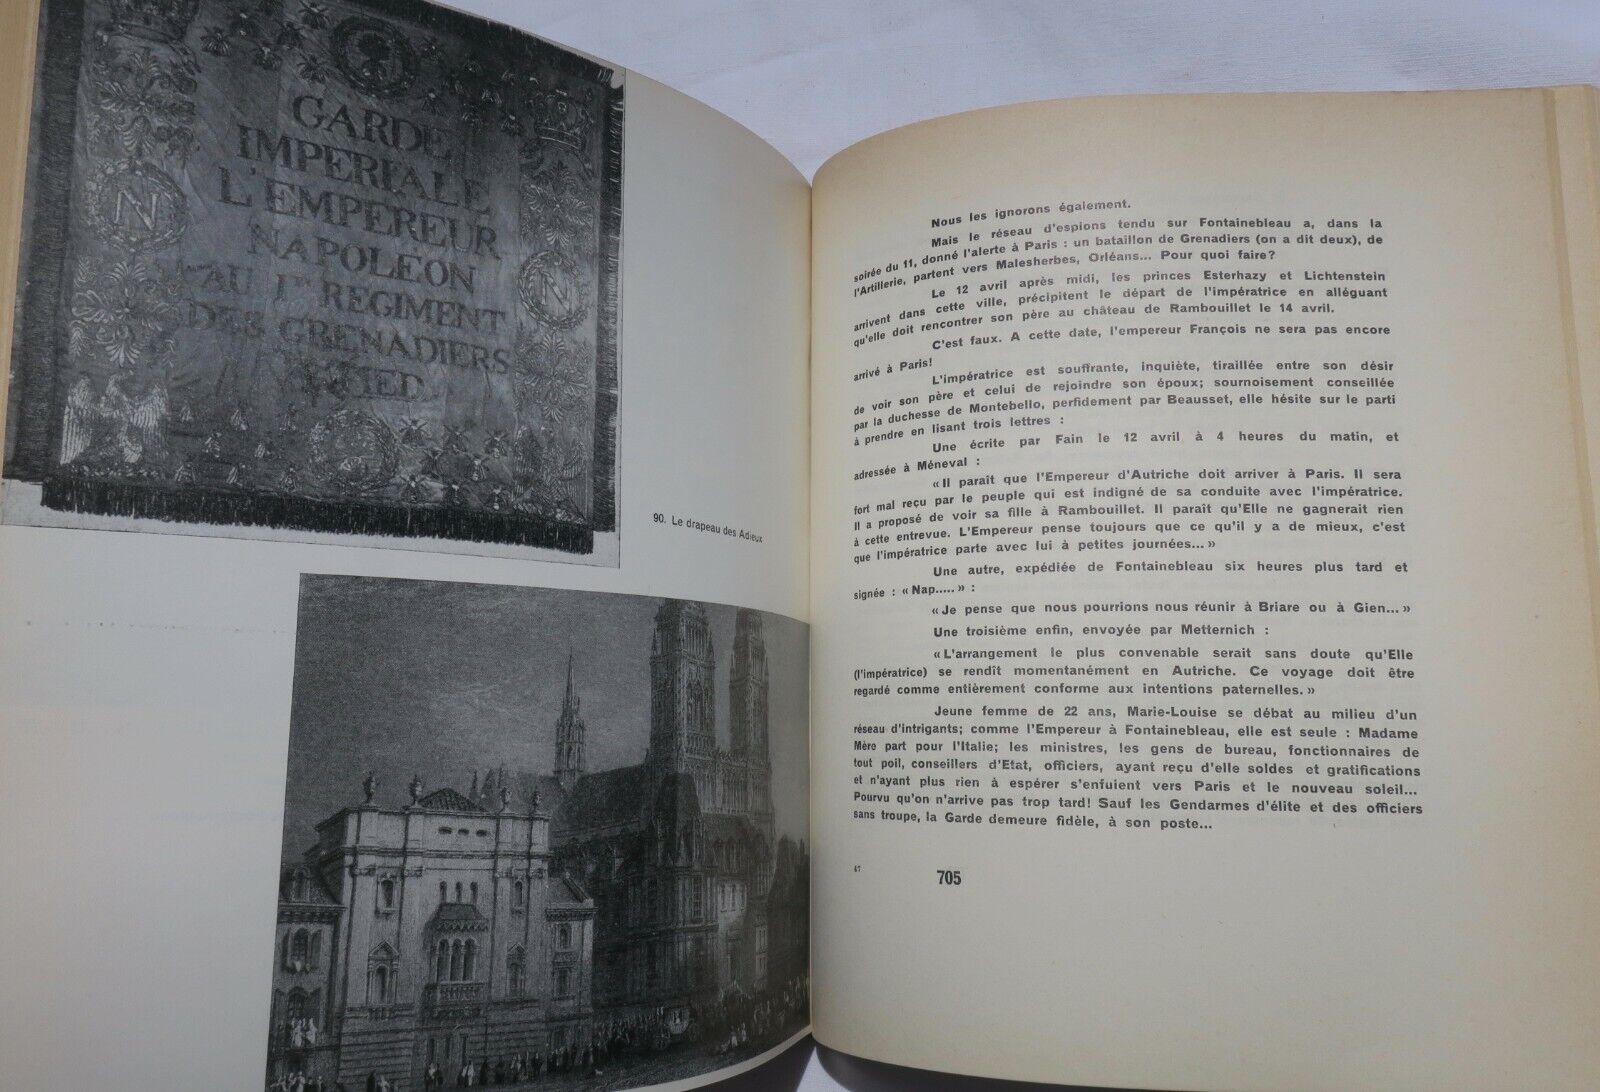 GARDE
IMPERIALE
L'EMPEREUR
NAPOLEON
AU 1er REGIMENT
DES GRENADIERS
A PIED
N
N
90. Le drapeau des Adieux
Nous les ignorons également.
Mais le réseau d'espions tendu sur Fontainebleau a, dans la
soirée du 11, donné l'alerte à Paris : un bataillon de Grenadiers (on a dit deux), de
l'Artillerie, partent vers Malesherbes, Orléans... Pour quoi faire?
Le 12 avril après midi, les princes Esterhazy et Lichtenstein
arrivent dans cette ville, précipitent le départ de l'impératrice en alléguant
qu'elle doit rencontrer son père au château de Rambouillet le 14 avril.
C'est faux. A cette date, l'empereur François ne sera pas encore
arrivé à Paris!
L'impératrice est souffrante, inquiète, tiraillée entre son désir
de voir son père et celui de rejoindre son époux; sournoisement conseillée
par la duchesse de Montebello, perfidement par Beausset, elle hésite sur le parti
à prendre en lisant trois lettres :
Une écrite par Fain le 12 avril à 4 heures du matin, et
adressée à Méneval :
« Il paraît que l'Empereur d'Autriche doit arriver à Paris. Il sera
fort mal reçu par le peuple qui est indigné de sa conduite avec l'impératrice.
Il a proposé de voir sa fille à Rambouillet. Il paraît qu'Elle ne gagnerait rien
à cette entrevue. L'Empereur pense toujours que ce qu'il y a de mieux, c'est
que l'impératrice parte avec lui à petites journées... »
Une autre, expédiée de Fontainebleau six heures plus tard et
signée : « Nap..... » :
« Je pense que nous pourrions nous réunir à Briare ou à Gien... »
Une troisième enfin, envoyée par Metternich :
« L'arrangement le plus convenable serait sans doute qu'Elle
(l'impératrice) se rendît momentanément en Autriche. Ce voyage doit être
regardé comme entièrement conforme aux intentions paternelles. »
Jeune femme de 22 ans, Marie-Louise se débat au milieu d'un
réseau d'intrigants; comme l'Empereur à Fontainebleau, elle est seule : Madame
Mère part pour l'Italie; les ministres, les gens de bureau, fonctionnaires de
tout poil, conseillers d'Etat, officiers, ayant reçu d'elle soldes et gratifications
et n'ayant plus rien à espérer s'enfuient vers Paris et le nouveau soleil...
Pourvu qu'on n'arrive pas trop tard! Sauf les Gendarmes d'élite et des officiers
sans troupe, la Garde demeure fidèle, à son poste...
47
705